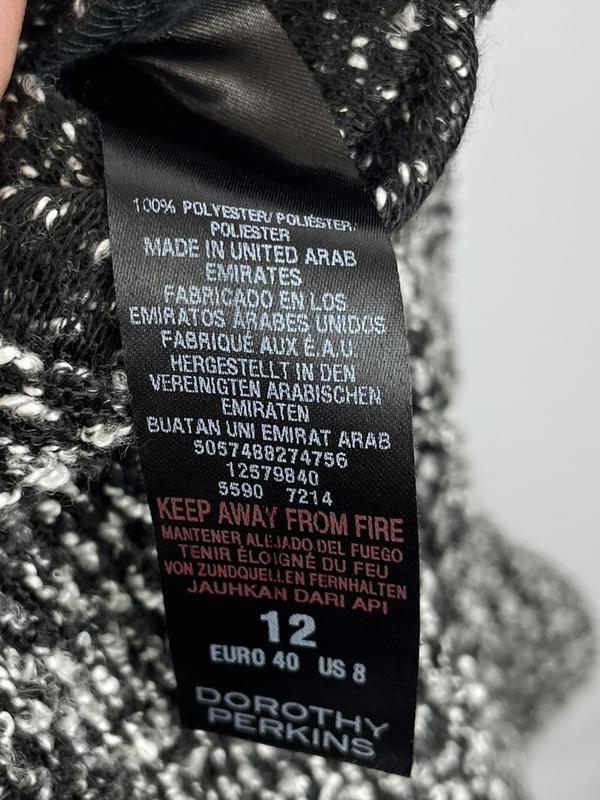 100% POLYESTER/ POLIÉSTER/
POLIESTER
MADE IN UNITED ARAB
EMIRATES
FABRICADO EN LOS
EMIRATOS ÁRABES UNIDOS
FABRIQUÉ AUX É.A.U.
HERGESTELLT IN DEN
VEREINIGTEN ARABISCHEN
EMIRATEN
BUATAN UNI EMIRAT ARAB
5057488274756
12579840
5590 7214
KEEP AWAY FROM FIRE
MANTENER ALEJADO DEL FUEGO
TENIR ÉLOIGNÉ DU FEU
VON ZUNDQUELLEN FERNHALTEN
JAUHKAN DARI API
12
EURO 40 US 8
DOROTHY
PERKINS